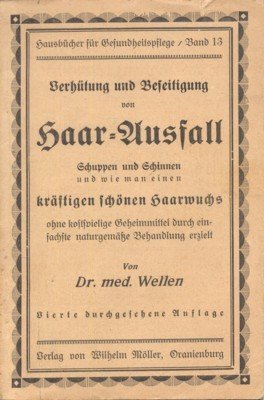 Hausbücher für Gesundheitspflege / Band 13
Verhütung und Beseitigung
von
Haar-Ausfall
Schuppen und Schinnen
und wie man einen
kräftigen schönen Haarwuchs
ohne kostspielige Geheimmittel durch ein-
fachste naturgemäße Behandlung erzielt
Von
Dr. med. Wellen
Vierte durchgesehene Auflage
Verlag von Wilhelm Möller, Oranienburg